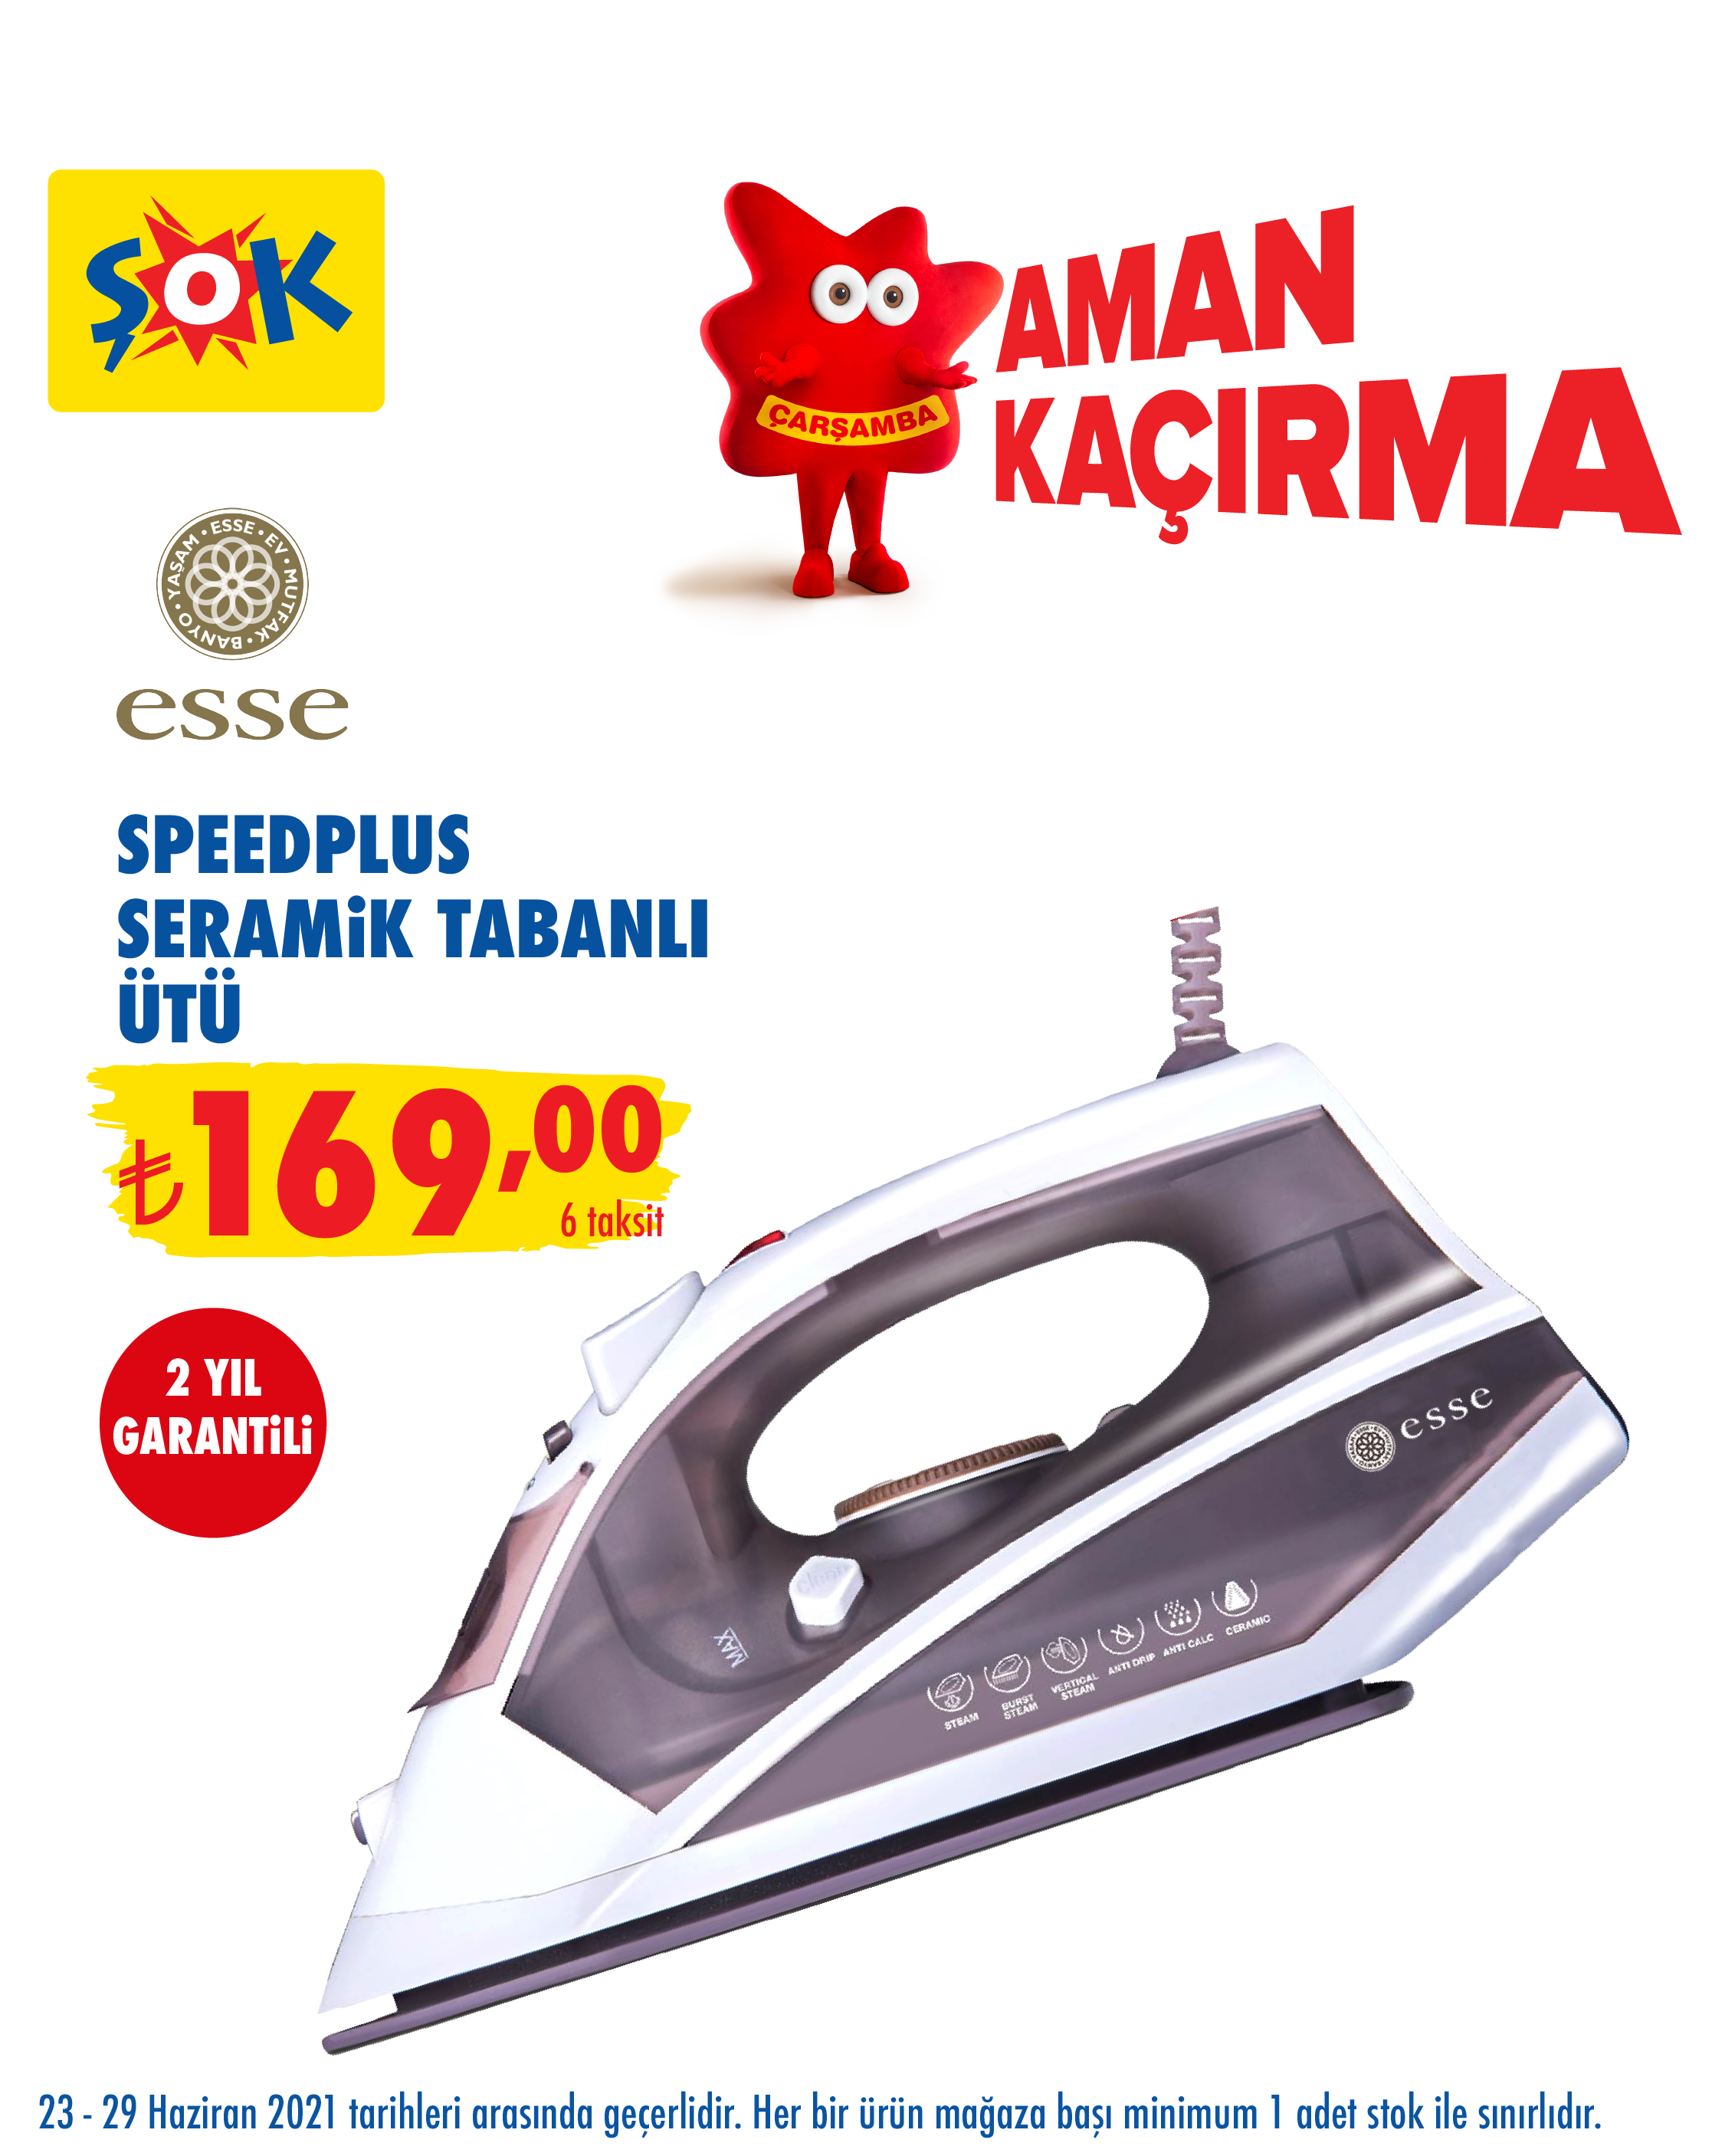 ŞOK
AMAN
KAÇIRMA
ÇARŞAMBA
ESSE • EV • MUTFAK • BANYO • YAŞAM •
esse
SPEEDPLUS
SERAMiK TABANLI
ÜTÜ
₺169,00
6 taksit
2 YIL
GARANTiLi
esse
clean
MAX
STEAM
BURST
STEAM
VERTICAL
STEAM
ANTI DRIP
ANTI CALC
CERAMIC
23 - 29 Haziran 2021 tarihleri arasında geçerlidir. Her bir ürün mağaza başı minimum 1 adet stok ile sınırlıdır.